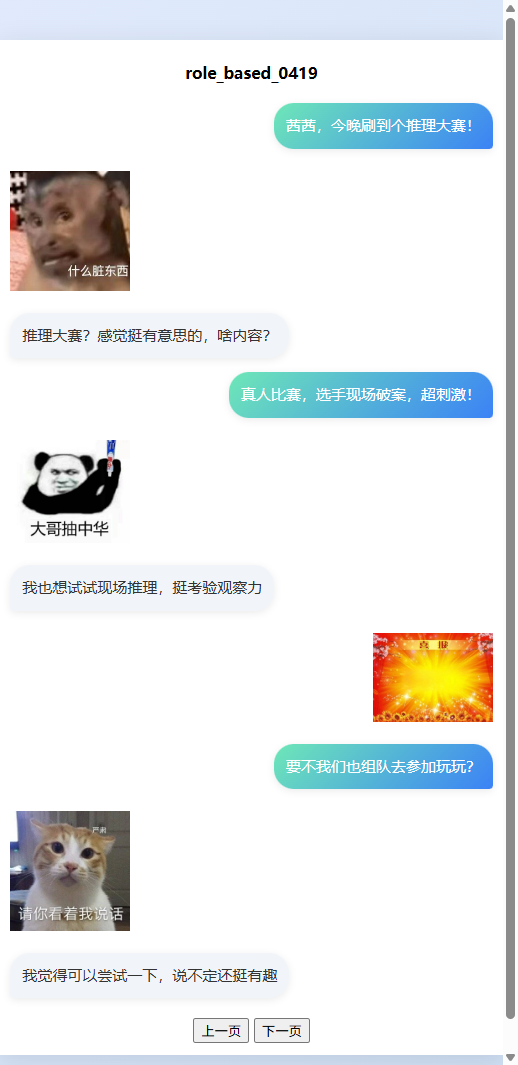 role_based_0419
茜茜，今晚刷到个推理大赛！
什么脏东西
推理大赛？感觉挺有意思的，啥内容？
真人比赛，选手现场破案，超刺激！
大哥抽中华
我也想试试现场推理，挺考验观察力
喜报
要不我们也组队去参加玩玩？
严肃
请你看着我说话
我觉得可以尝试一下，说不定还挺有趣
上一页 下一页